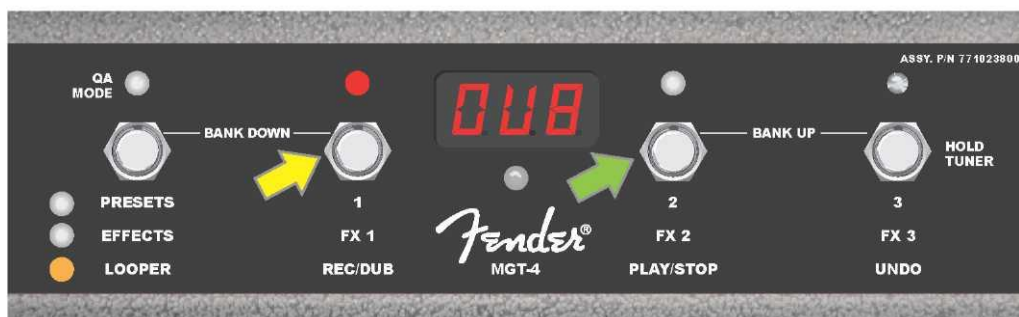 ASSY. P/N 771023800
QA
MODE
BANK DOWN
0U8
BANK UP
HOLD
TUNER
PRESETS 1 2 3
EFFECTS FX 1 Fender® FX 2 FX 3
LOOPER REC/DUB MGT-4 PLAY/STOP UNDO